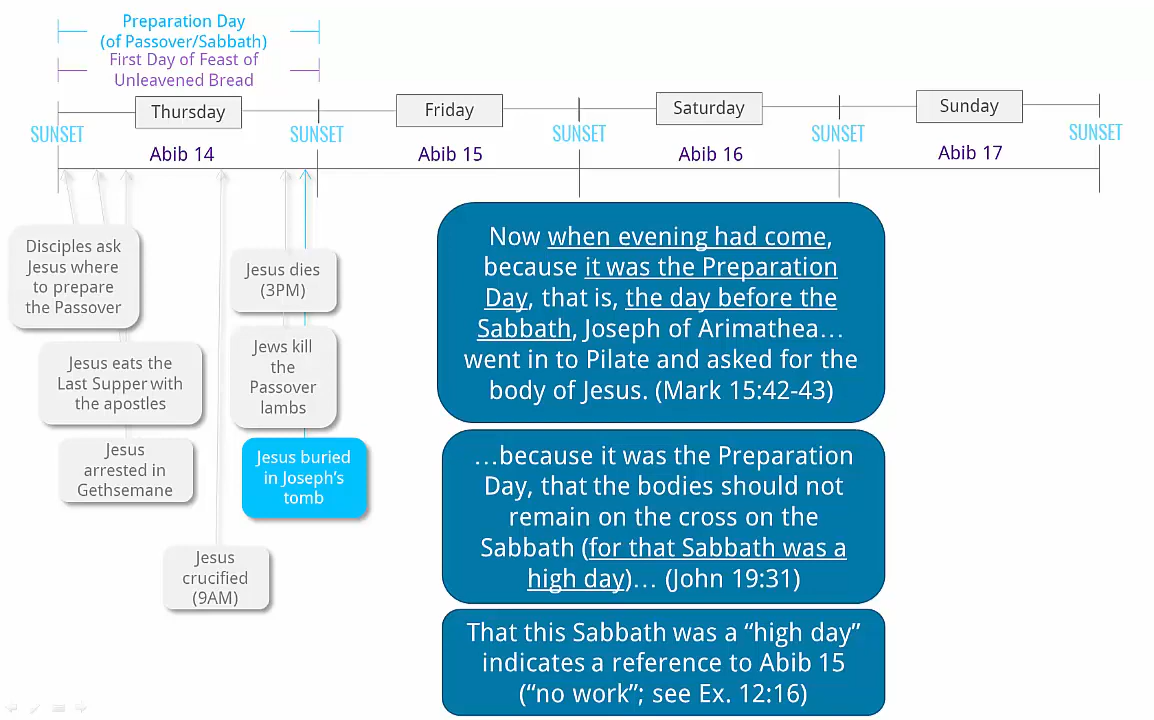 Preparation Day
(of Passover/Sabbath)
First Day of Feast of
Unleavened Bread
Thursday
Friday
Saturday
Sunday
SUNSET
SUNSET
SUNSET
SUNSET
SUNSET
Abib 14
Abib 15
Abib 16
Abib 17
Disciples ask
Jesus where
to prepare
the Passover
Jesus eats the
Last Supper with
the apostles
Jesus
arrested in
Gethsemane
Jesus
crucified
(9AM)
Jesus dies
(3PM)
Jews kill
the
Passover
lambs
Jesus buried
in Joseph’s
tomb
Now when evening had come,
because it was the Preparation
Day, that is, the day before the
Sabbath, Joseph of Arimathea…
went in to Pilate and asked for the
body of Jesus. (Mark 15:42-43)
…because it was the Preparation
Day, that the bodies should not
remain on the cross on the
Sabbath (for that Sabbath was a
high day)… (John 19:31)
That this Sabbath was a “high day”
indicates a reference to Abib 15
(“no work”; see Ex. 12:16)